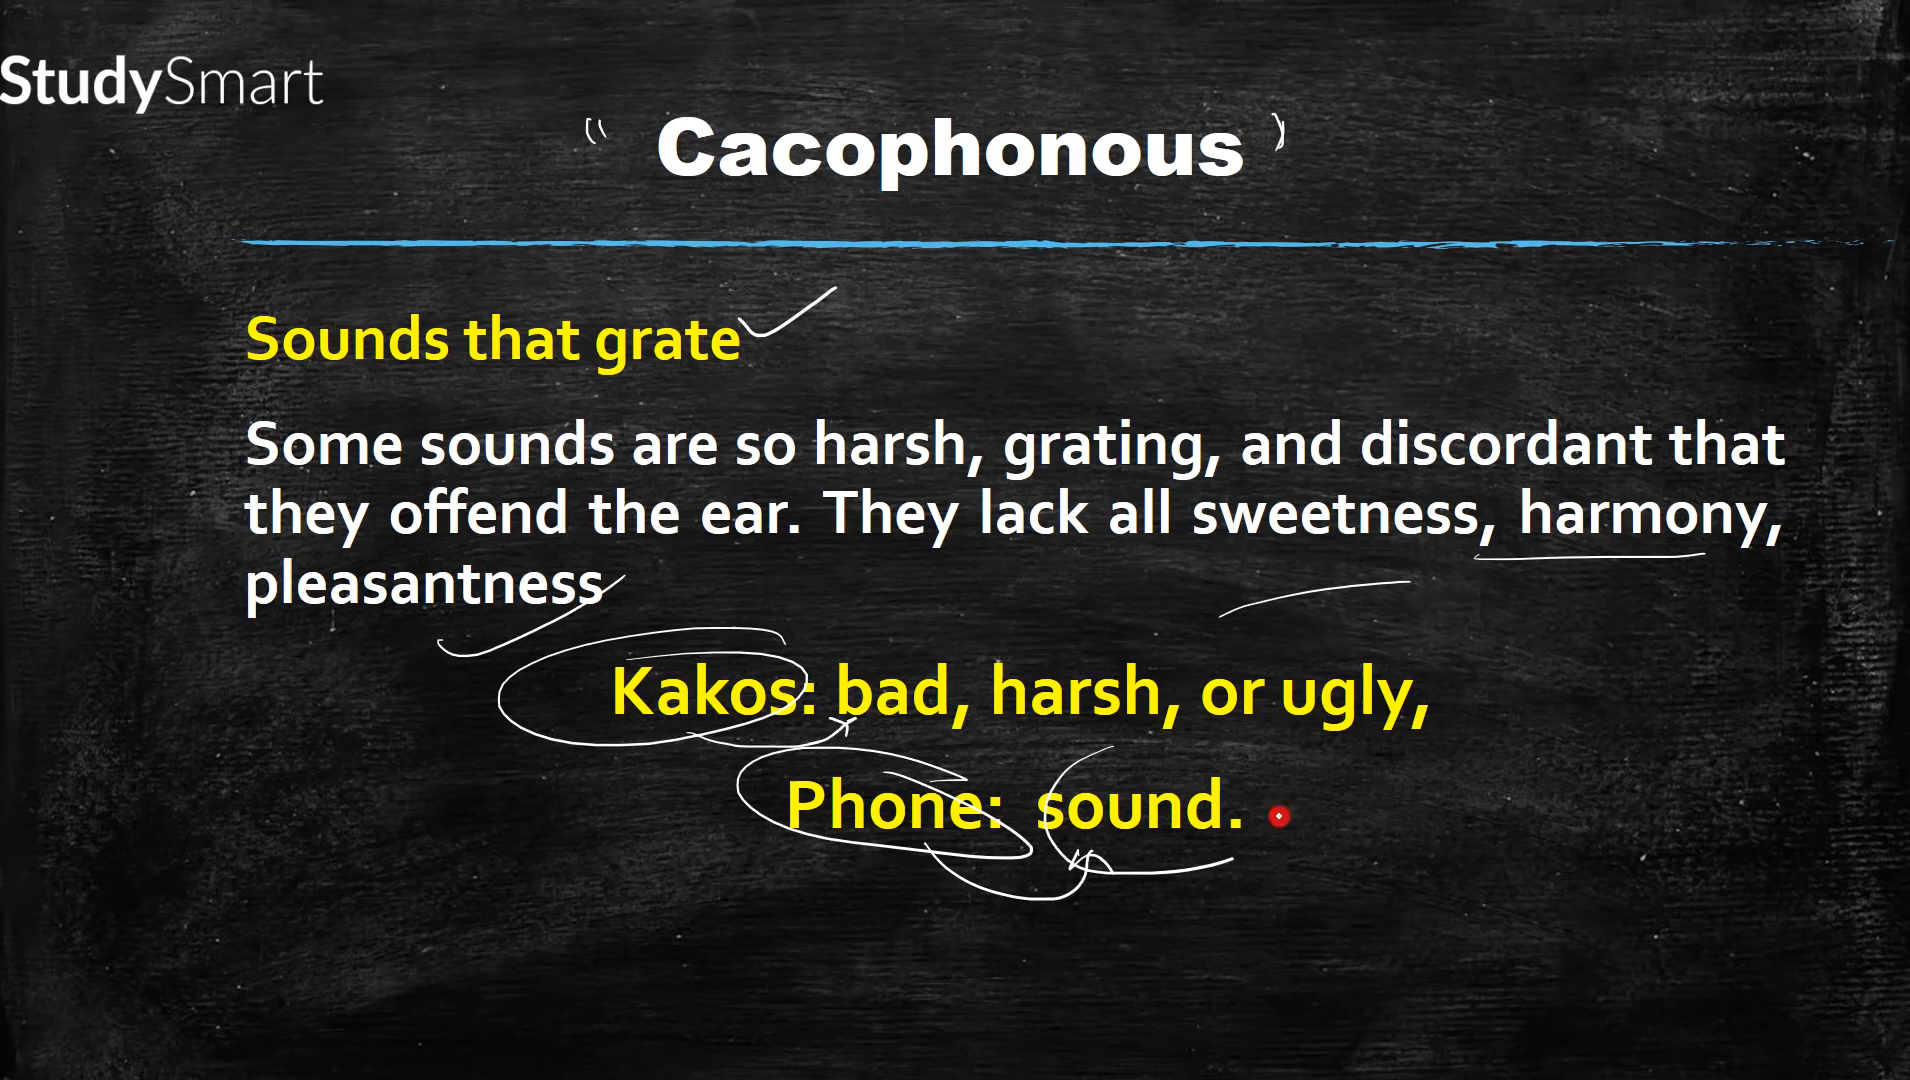 StudySmart
Cacophonous
Sounds that grate
Some sounds are so harsh, grating, and discordant that
they offend the ear. They lack all sweetness, harmony,
pleasantness
Kakos: bad, harsh, or ugly,
Phone: sound.